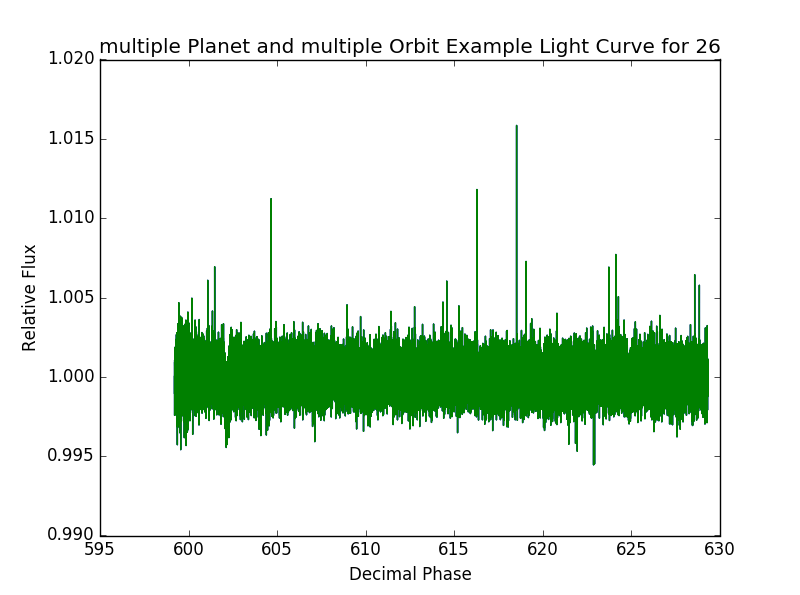 multiple Planet and multiple Orbit Example Light Curve for 26
1.020
1.015
1.010
1.005
1.000
0.995
0.990
Relative Flux
595 600 605 610 615 620 625 630
Decimal Phase